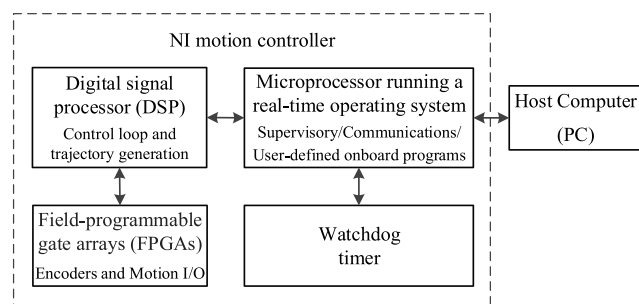 NI motion controller
Digital signal
processor (DSP)
Control loop and
trajectory generation
Microprocessor running a
real-time operating system
Supervisory/Communications/
User-defined onboard programs
Host Computer
(PC)
Field-programmable
gate arrays (FPGAs)
Encoders and Motion I/O
Watchdog
timer